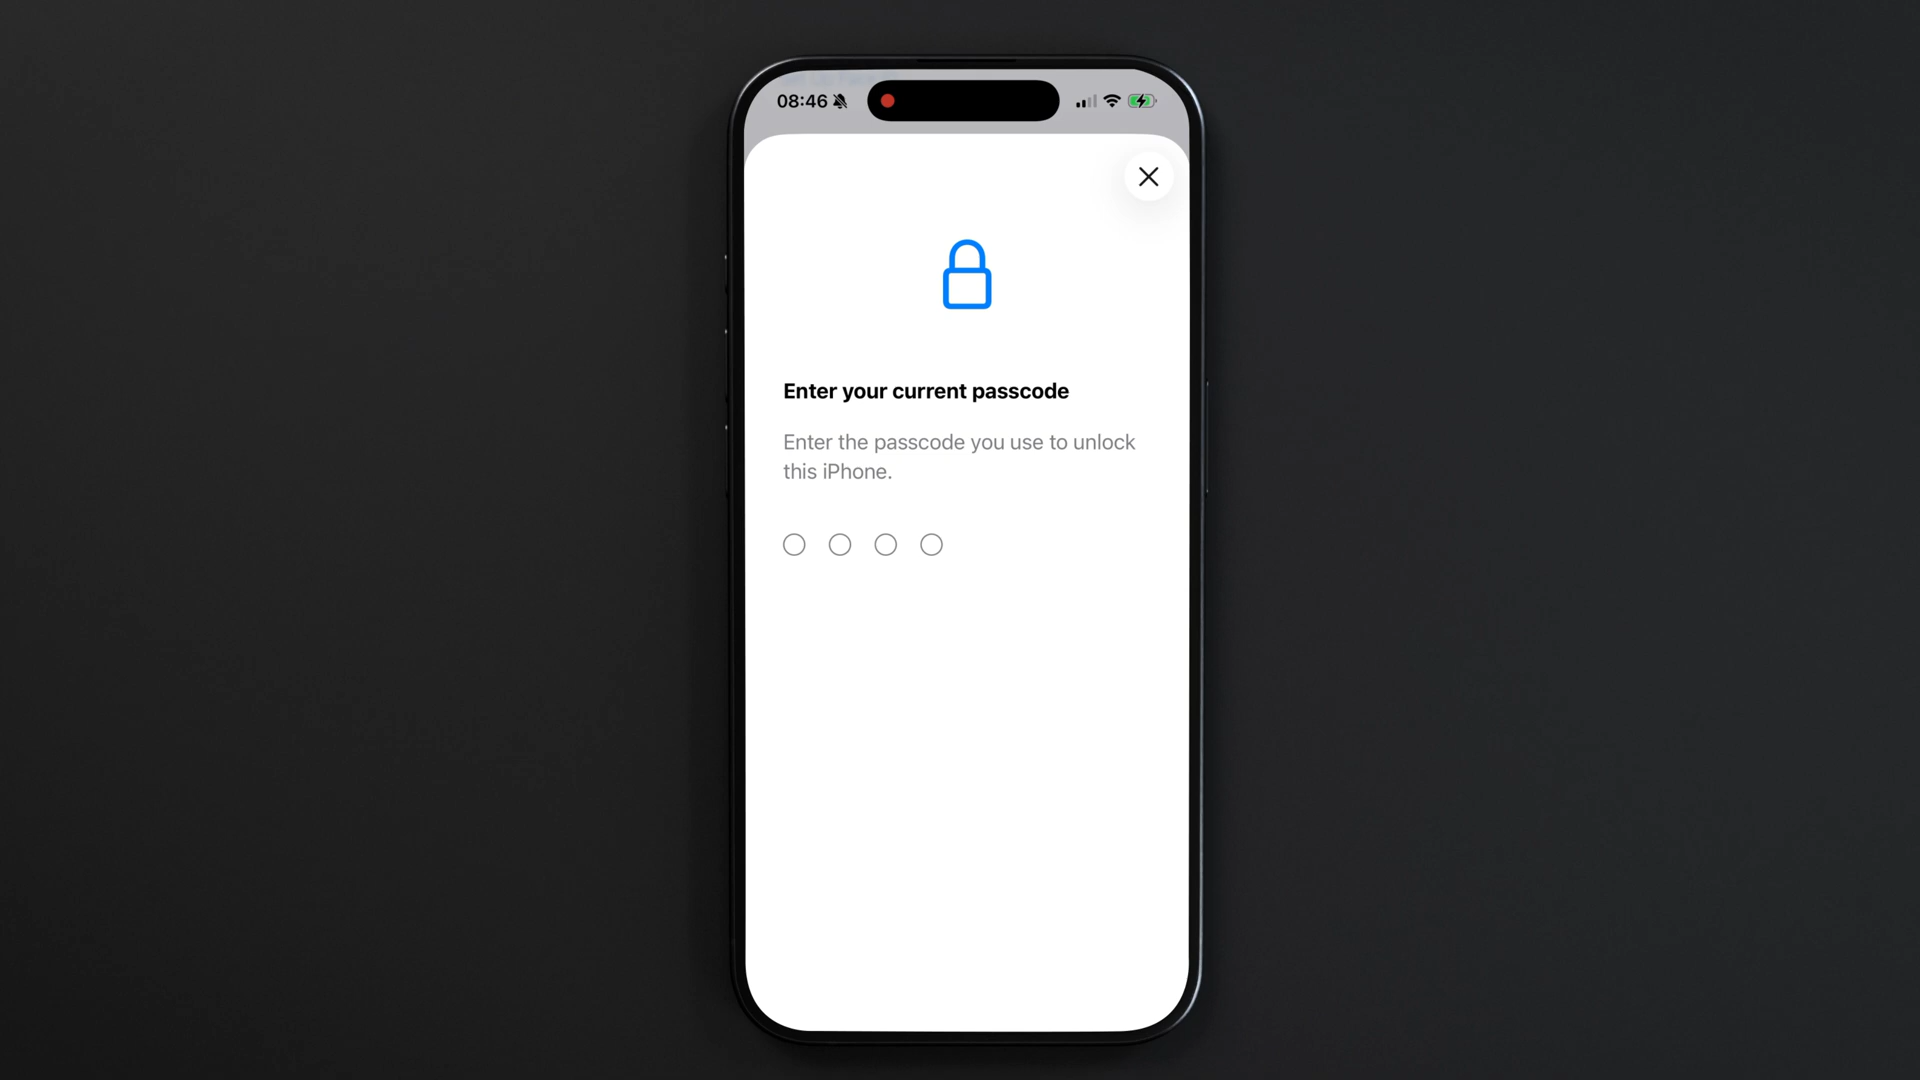 08:46
Enter your current passcode
Enter the passcode you use to unlock
this iPhone.